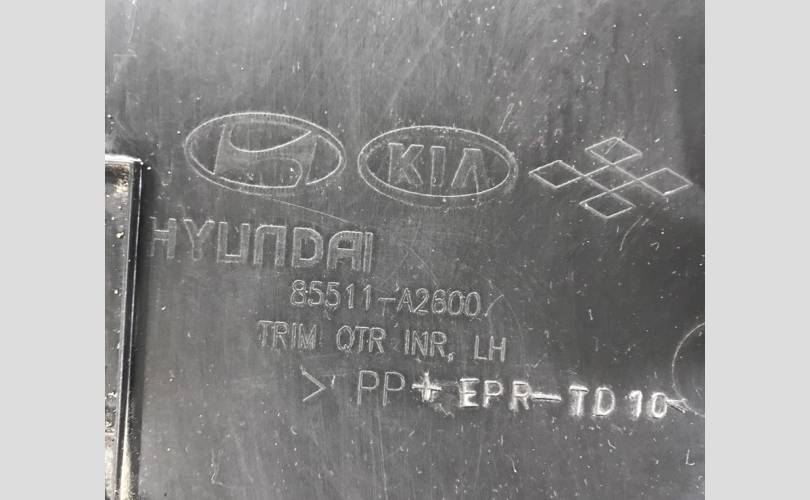 KIA
HYUNDAI
85511-A2600
TRIM QTR INR, LH
> PP+EPR-TD10<